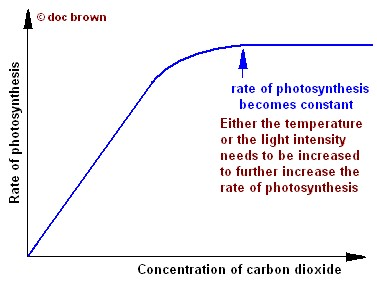 © doc brown
Rate of photosynthesis
rate of photosynthesis
becomes constant
Either the temperature
or the light intensity
needs to be increased
to further increase the
rate of photosynthesis
Concentration of carbon dioxide